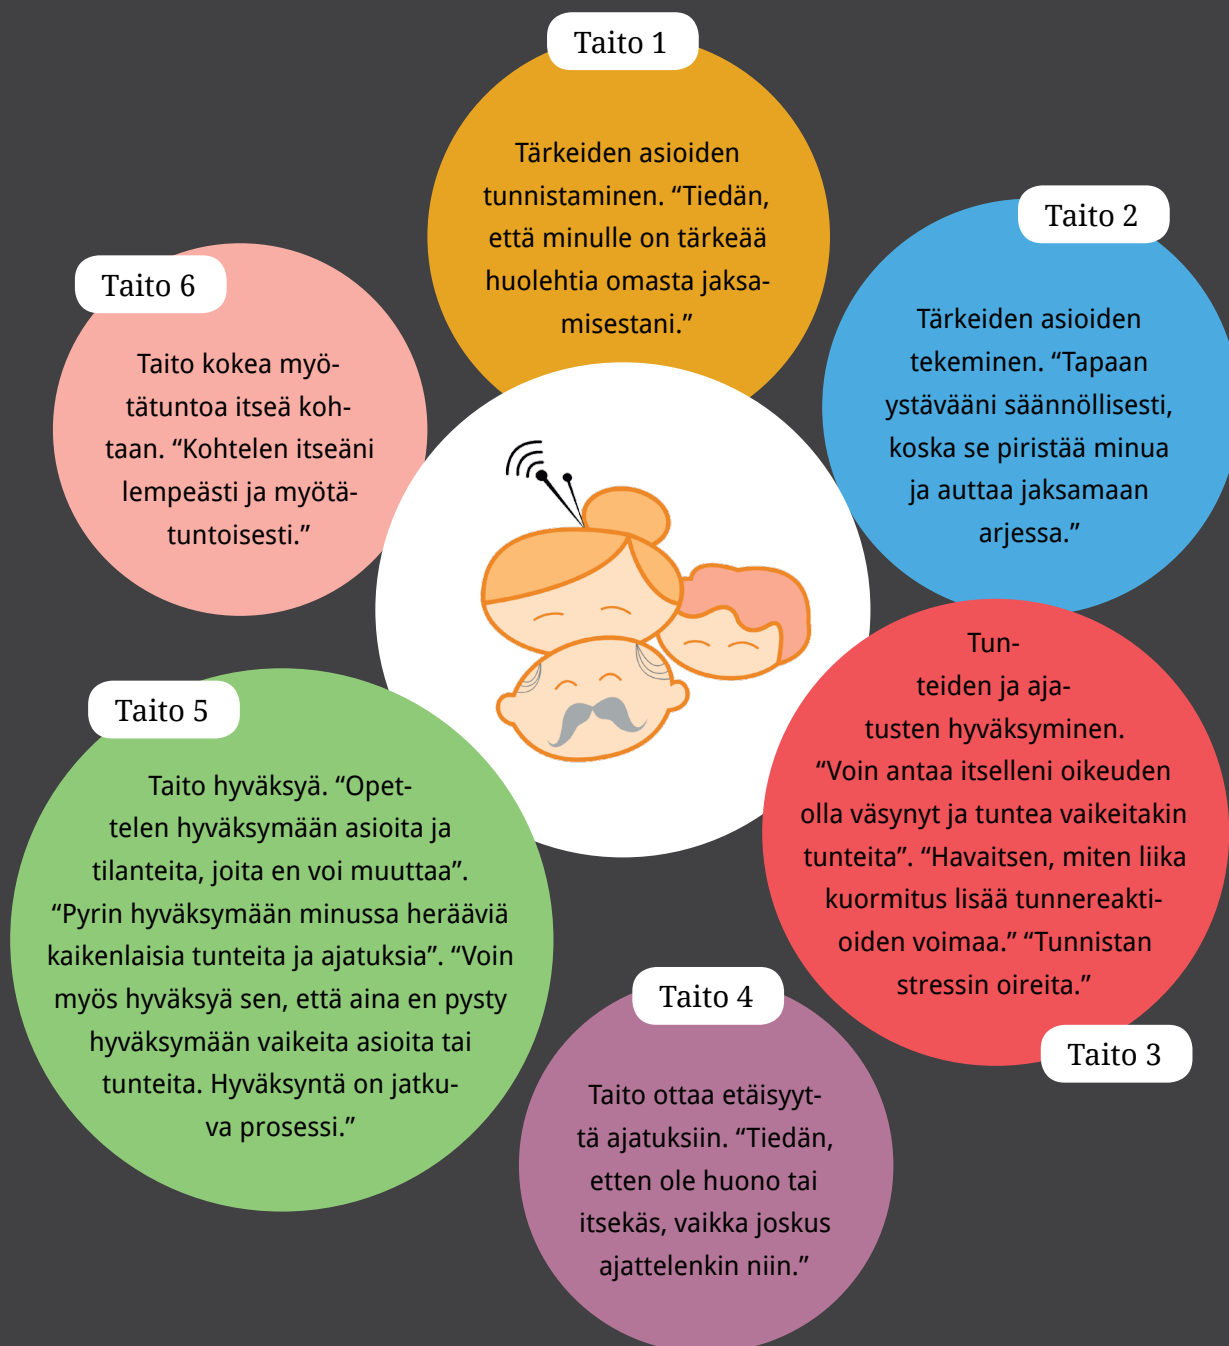 Taito 1
Tärkeiden asioiden
tunnistaminen. “Tiedän,
että minulle on tärkeää
huolehtia omasta jaksa-
misestani.”
Taito 2
Tärkeiden asioiden
tekeminen. “Tapaan
ystävääni säännöllisesti,
koska se piristää minua
ja auttaa jaksamaan
arjessa.”
Tun-
teiden ja aja-
tusten hyväksyminen.
“Voin antaa itselleni oikeuden
olla väsynyt ja tuntea vaikeitakin
tunteita”. “Havaitsen, miten liika
kuormitus lisää tunnereakti-
oiden voimaa.” “Tunnistan
stressin oireita.”
Taito 3
Taito 4
Taito ottaa etäisyyt-
tä ajatuksiin. “Tiedän,
etten ole huono tai
itsekäs, vaikka joskus
ajattelenkin niin.”
Taito 5
Taito hyväksyä. “Opet-
telen hyväksymään asioita ja
tilanteita, joita en voi muuttaa”.
“Pyrin hyväksymään minussa herääviä
kaikenlaisia tunteita ja ajatuksia”. “Voin
myös hyväksyä sen, että aina en pysty
hyväksymään vaikeita asioita tai
tunteita. Hyväksyntä on jatku-
va prosessi.”
Taito 6
Taito kokea myö-
tätuntoa itseä koh-
taan. “Kohtelen itseäni
lempeästi ja myötä-
tuntoisesti.”